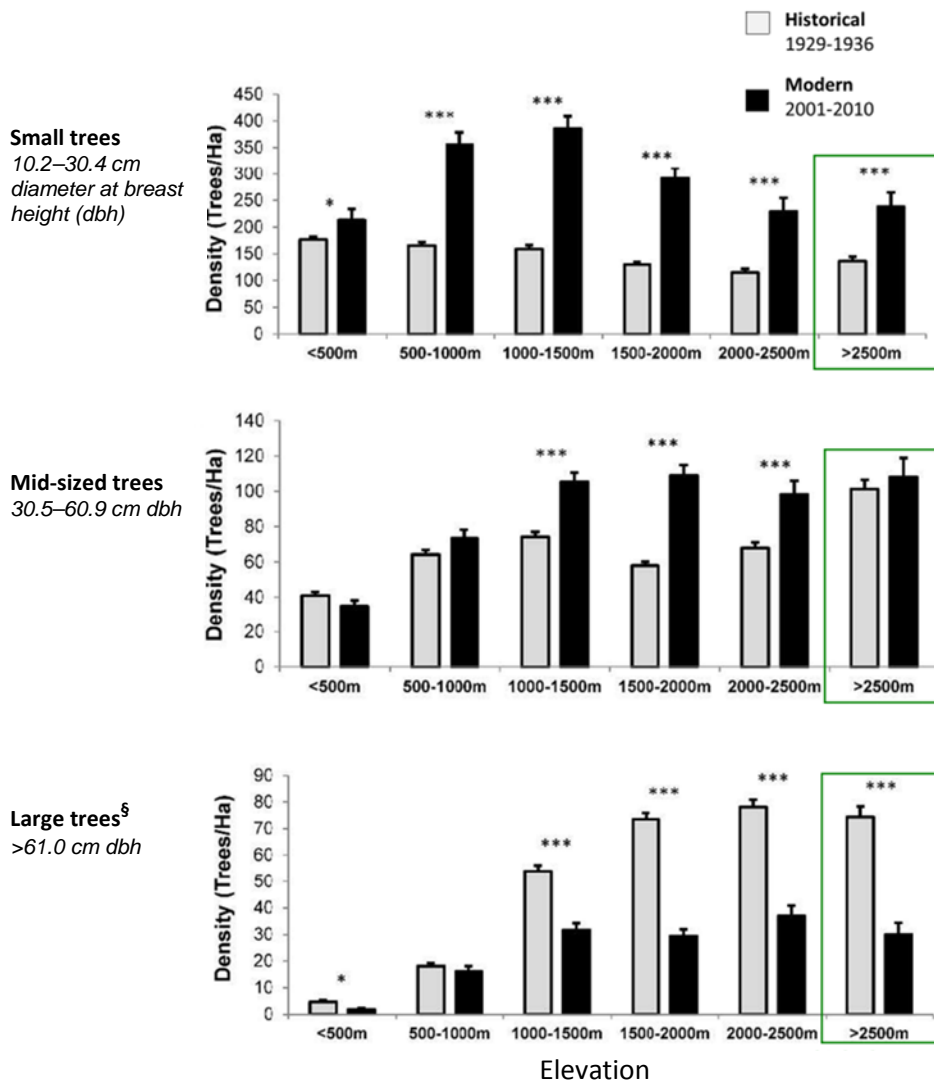 Historical
1929-1936
Modern
2001-2010
Small trees
10.2–30.4 cm
diameter at breast
height (dbh)
Density (Trees/Ha)
450
400
350
300
250
200
150
100
50
0
*
***
***
***
***
***
<500m
500-1000m
1000-1500m
1500-2000m
2000-2500m
>2500m
Mid-sized trees
30.5–60.9 cm dbh
Density (Trees/Ha)
140
120
100
80
60
40
20
0
***
***
***
<500m
500-1000m
1000-1500m
1500-2000m
2000-2500m
>2500m
Large trees§
>61.0 cm dbh
Density (Trees/Ha)
90
80
70
60
50
40
30
20
10
0
*
***
***
***
***
<500m
500-1000m
1000-1500m
1500-2000m
2000-2500m
>2500m
Elevation